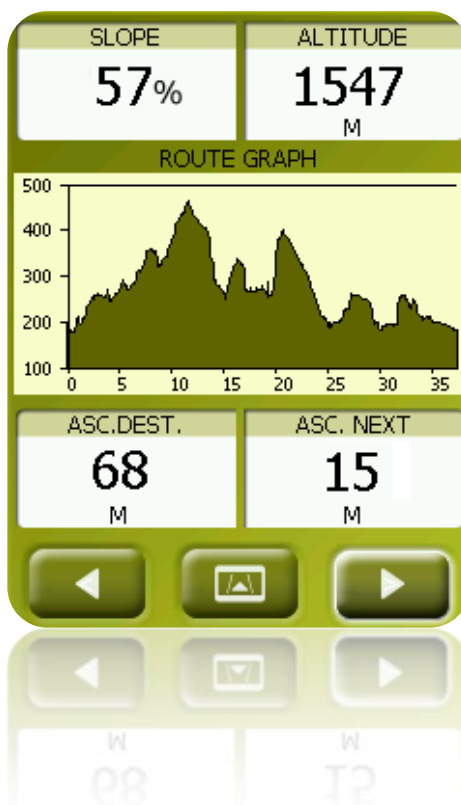 SLOPE ALTITUDE
57% 1547
M
ROUTE GRAPH
500
400
300
200
100
0 5 10 15 20 25 30 35
ASC.DEST. ASC. NEXT
68 15
M M